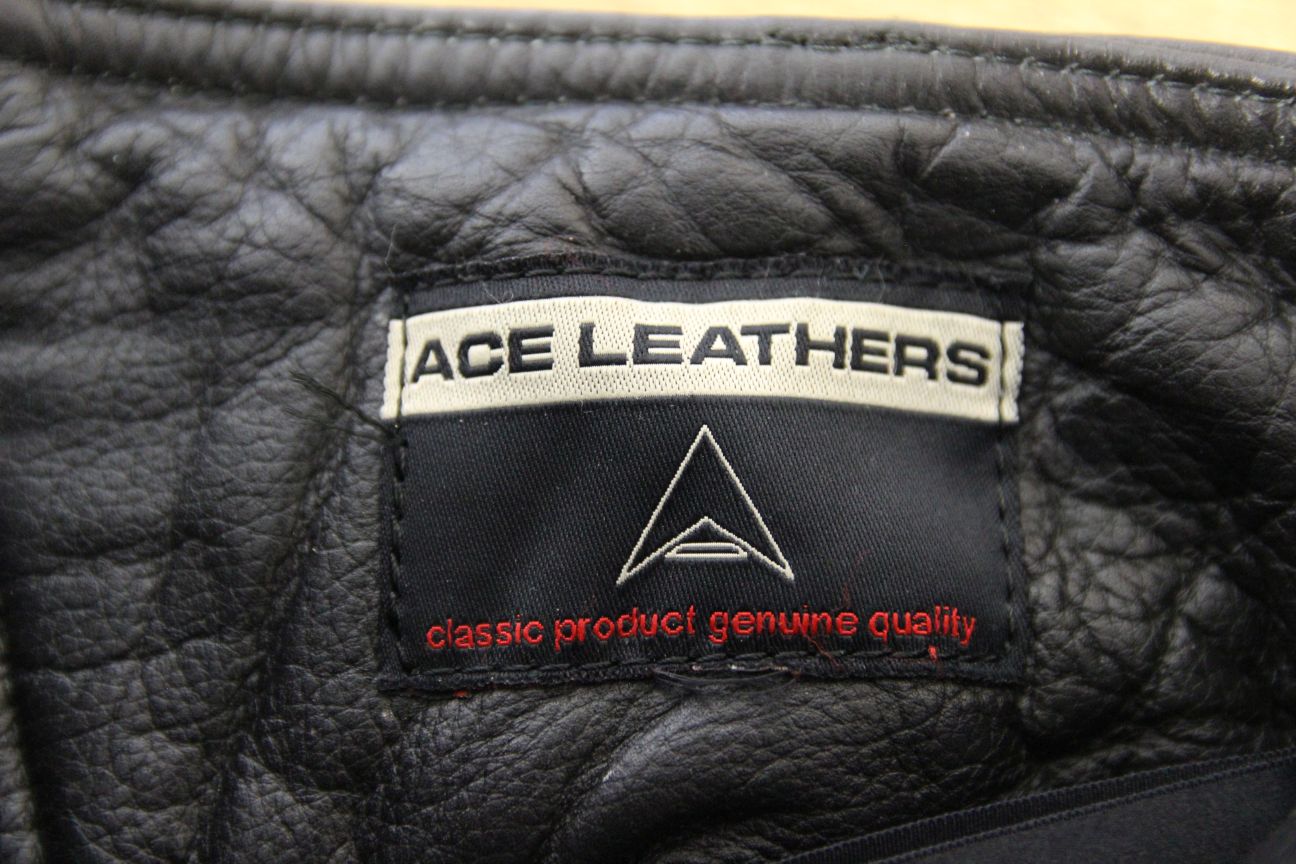 ACE LEATHERS
classic product genuine quality